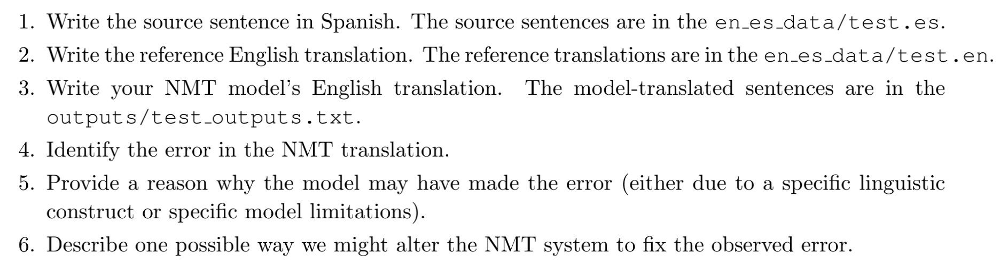 1. Write the source sentence in Spanish. The source sentences are in the en_es_data/test.es.
2. Write the reference English translation. The reference translations are in the en_es_data/test.en.
3. Write your NMT model's English translation. The model-translated sentences are in the
outputs/test_outputs.txt.
4. Identify the error in the NMT translation.
5. Provide a reason why the model may have made the error (either due to a specific linguistic
construct or specific model limitations).
6. Describe one possible way we might alter the NMT system to fix the observed error.